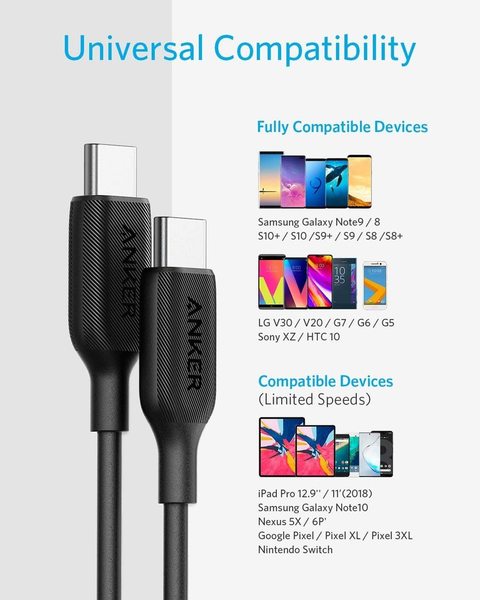 Universal Compatibility
Fully Compatible Devices
Samsung Galaxy Note9 / 8
S10+ / S10 /S9+ / S9 / S8 /S8+
LG V30 / V20 / G7 / G6 / G5
Sony XZ / HTC 10
Compatible Devices
(Limited Speeds)
iPad Pro 12.9'' / 11'(2018)
Samsung Galaxy Note10
Nexus 5X / 6P'
Google Pixel / Pixel XL / Pixel 3XL
Nintendo Switch
ANKER
ANKER
10
35